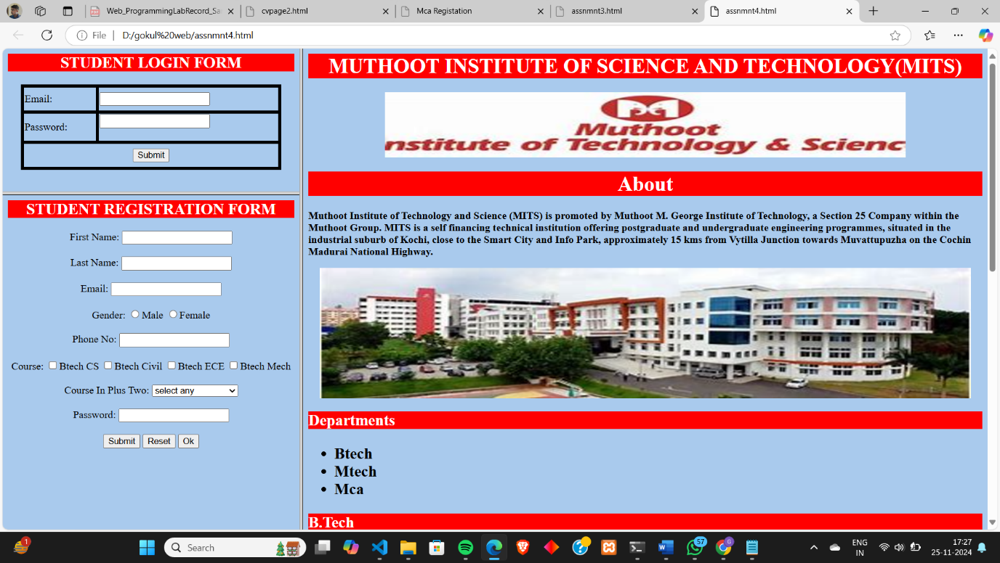 Web_ProgrammingLabRecord_Sa
cvpage2.html
Mca Registation
assnmnt3.html
assnmnt4.html
File
D:/gokul%20web/assnmnt4.html
STUDENT LOGIN FORM
Email:
Password:
Submit
STUDENT REGISTRATION FORM
First Name:
Last Name:
Email:
Gender: Male Female
Phone No:
Course: Btech CS Btech Civil Btech ECE Btech Mech
Course In Plus Two: select any
Password:
Submit Reset Ok
MUTHOOT INSTITUTE OF SCIENCE AND TECHNOLOGY(MITS)
Muthoot
nstitute of Technology & Scienc
About
Muthoot Institute of Technology and Science (MITS) is promoted by Muthoot M. George Institute of Technology, a Section 25 Company within the
Muthoot Group. MITS is a self financing technical institution offering postgraduate and undergraduate engineering programmes, situated in the
industrial suburb of Kochi, close to the Smart City and Info Park, approximately 15 kms from Vytilla Junction towards Muvattupuzha on the Cochin
Madurai National Highway.
Departments
• Btech
• Mtech
• Mca
B.Tech
1
Search
57
G
ENG
IN
17:27
25-11-2024